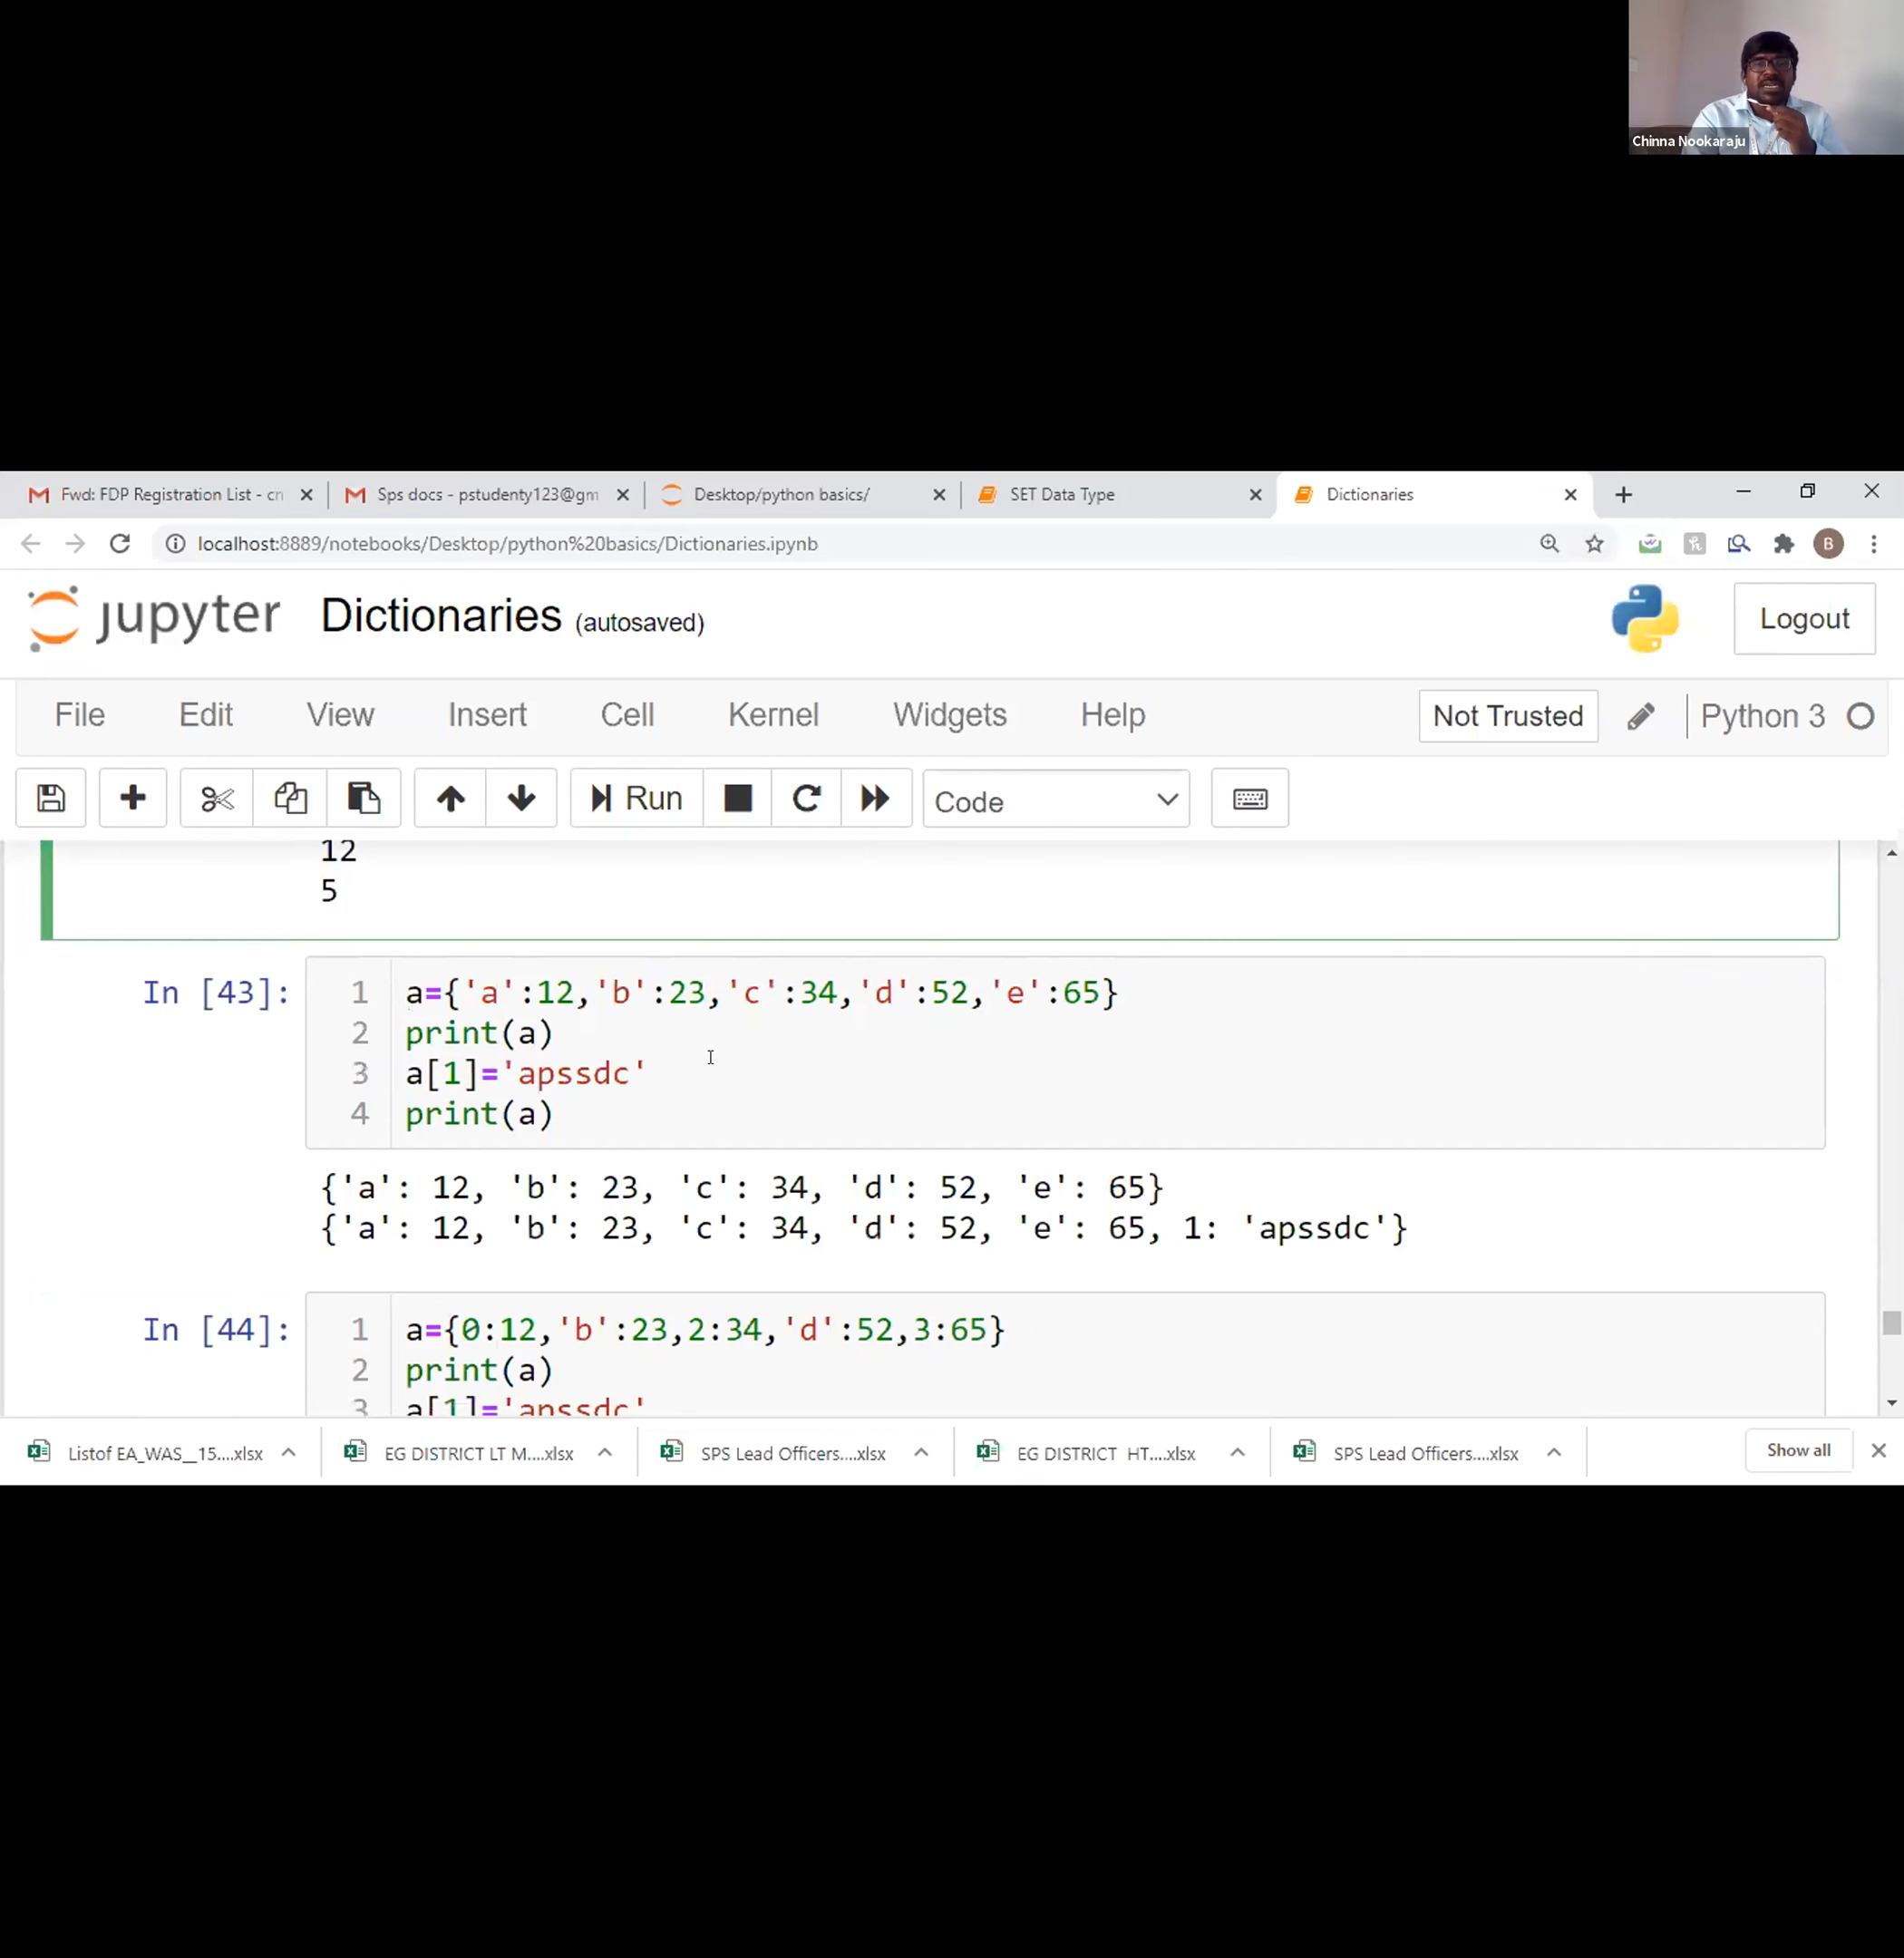 Chinna Nookaraju
Fwd: FDP Registration List - cn
Sps docs - pstudenty123@gm
Desktop/python basics/
SET Data Type
Dictionaries
localhost:8889/notebooks/Desktop/python%20basics/Dictionaries.ipynb
B
jupyter Dictionaries (autosaved)
Logout
File Edit View Insert Cell Kernel Widgets Help
Not Trusted
Python 3
Run
Code
12
5
In [43]:
1 a={'a':12,'b':23,'c':34,'d':52,'e':65}
2 print(a)
3 a[1]='apssdc'
4 print(a)
{'a': 12, 'b': 23, 'c': 34, 'd': 52, 'e': 65}
{'a': 12, 'b': 23, 'c': 34, 'd': 52, 'e': 65, 1: 'apssdc'}
In [44]:
1 a={0:12,'b':23,2:34,'d':52,3:65}
2 print(a)
3 a[1]='apssdc'
Listof EA_WAS__15....xlsx
EG DISTRICT LT M....xlsx
SPS Lead Officers....xlsx
EG DISTRICT HT....xlsx
SPS Lead Officers....xlsx
Show all